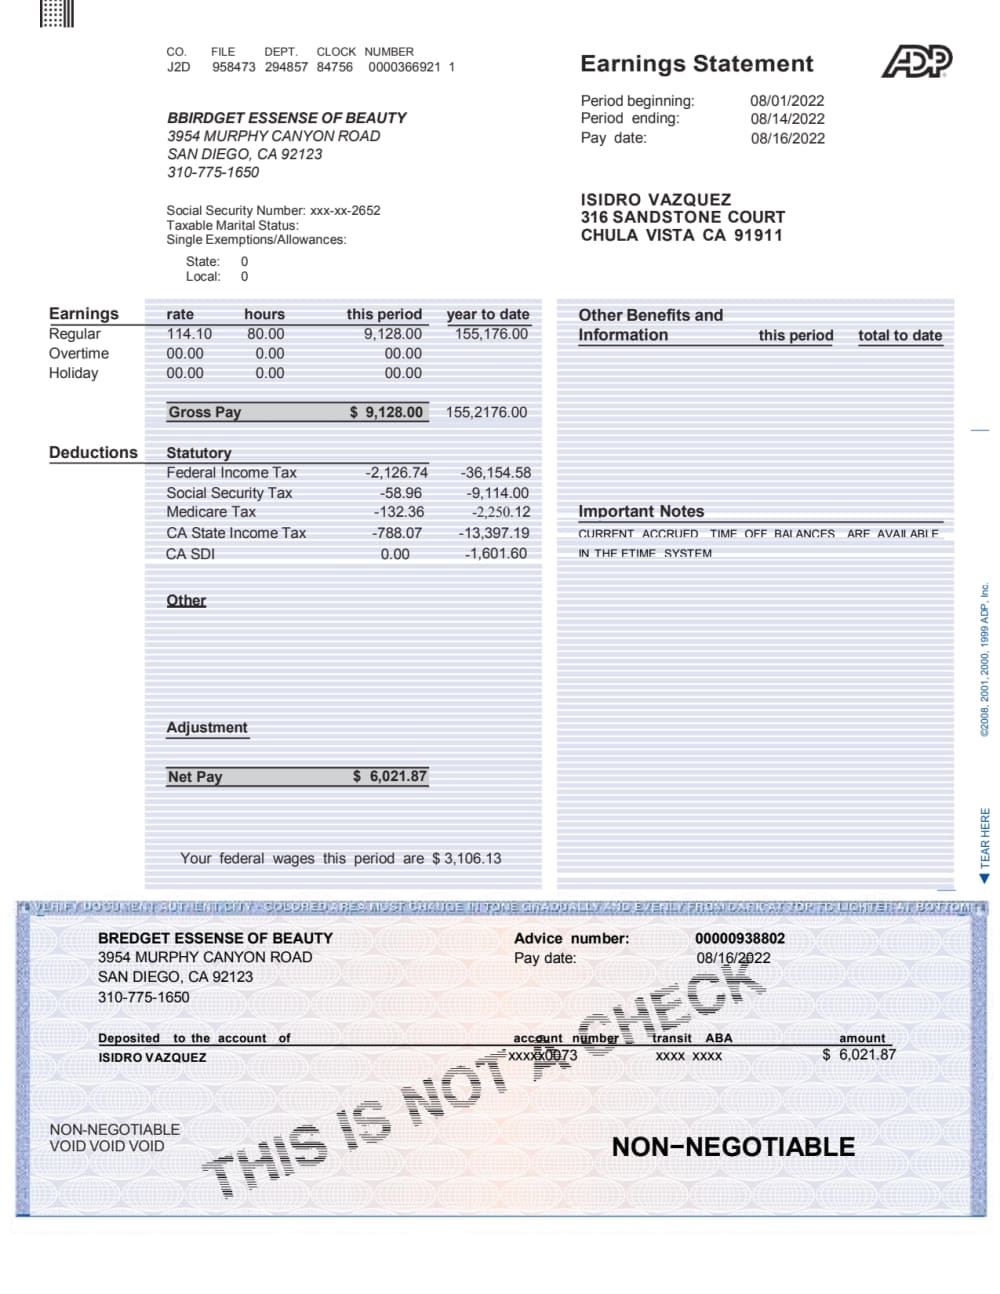 CO. FILE DEPT. CLOCK NUMBER
J2D 958473 294857 84756 0000366921 1
Earnings Statement
ADP
Period beginning: 08/01/2022
Period ending: 08/14/2022
Pay date: 08/16/2022
BBIRDGET ESSENSE OF BEAUTY
3954 MURPHY CANYON ROAD
SAN DIEGO, CA 92123
310-775-1650
ISIDRO VAZQUEZ
316 SANDSTONE COURT
CHULA VISTA CA 91911
Social Security Number: xxx-xx-2652
Taxable Marital Status:
Single Exemptions/Allowances:
State: 0
Local: 0
Earnings rate hours this period year to date
Regular 114.10 80.00 9,128.00 155,176.00
Overtime 00.00 0.00 00.00
Holiday 00.00 0.00 00.00
Gross Pay $ 9,128.00 155,2176.00
Deductions Statutory
Federal Income Tax -2,126.74 -36,154.58
Social Security Tax -58.96 -9,114.00
Medicare Tax -132.36 -2,250.12
CA State Income Tax -788.07 -13,397.19
CA SDI 0.00 -1,601.60
Other
Adjustment
Net Pay $ 6,021.87
Your federal wages this period are $ 3,106.13
Other Benefits and
Information this period total to date
Important Notes
CURRENT ACCRUED TIME OFF BALANCES ARE AVAILABLE
IN THE ETIME SYSTEM
©2008, 2001, 2000, 1999 ADP, Inc.
TEAR HERE
VERIFY DOCUMENT AUTHENTICITY - COLORED AREA MUST CHANGE IN TONE GRADUALLY AND EVENLY FROM DARK AT TOP TO LIGHTER AT BOTTOM
BREDGET ESSENSE OF BEAUTY
3954 MURPHY CANYON ROAD
SAN DIEGO, CA 92123
310-775-1650
Advice number: 00000938802
Pay date: 08/16/2022
Deposited to the account of account number transit ABA amount
ISIDRO VAZQUEZ xxxxx0073 xxxx xxxx $ 6,021.87
THIS IS NOT A CHECK
NON-NEGOTIABLE
VOID VOID VOID
NON-NEGOTIABLE